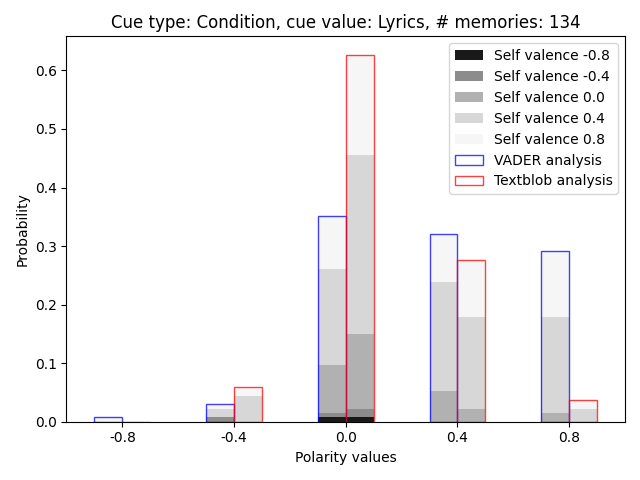 Cue type: Condition, cue value: Lyrics, # memories: 134
Self valence -0.8
Self valence -0.4
Self valence 0.0
Self valence 0.4
Self valence 0.8
VADER analysis
Textblob analysis
Probability
0.6
0.5
0.4
0.3
0.2
0.1
0.0
-0.8 -0.4 0.0 0.4 0.8
Polarity values